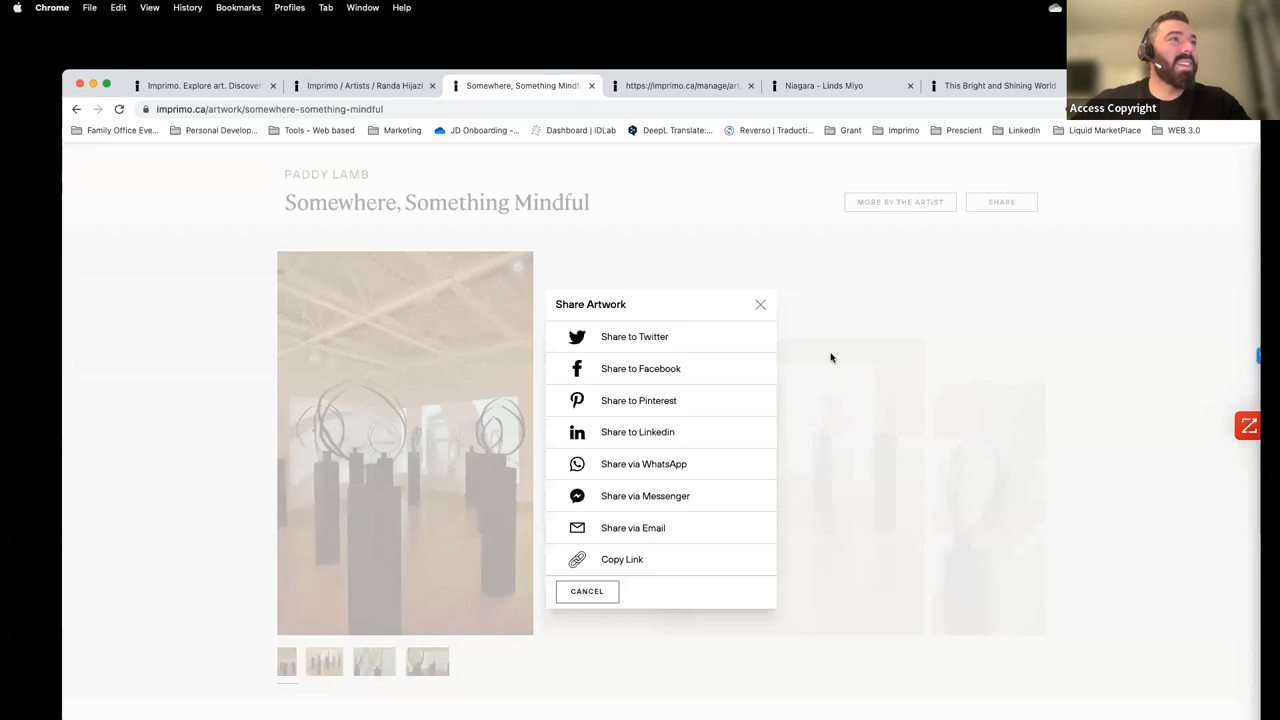 Chrome File Edit View History Bookmarks Profiles Tab Window Help
Access Copyright
Imprimo. Explore art. Discover
Imprimo / Artists / Randa Hijazi
Somewhere, Something Mindfu
https://imprimo.ca/manage/art
Niagara - Linds Miyo
This Bright and Shining World
imprimo.ca/artwork/somewhere-something-mindful
Family Office Eve...
Personal Develop...
Tools - Web based
Marketing
JD Onboarding -...
Dashboard | IDLab
DeepL Translate:...
Reverso | Traducti...
Grant
Imprimo
Prescient
LinkedIn
Liquid MarketPlace
WEB 3.0
PADDY LAMB
Somewhere, Something Mindful
MORE BY THE ARTIST
SHARE
Share Artwork
Share to Twitter
Share to Facebook
Share to Pinterest
Share to Linkedin
Share via WhatsApp
Share via Messenger
Share via Email
Copy Link
CANCEL